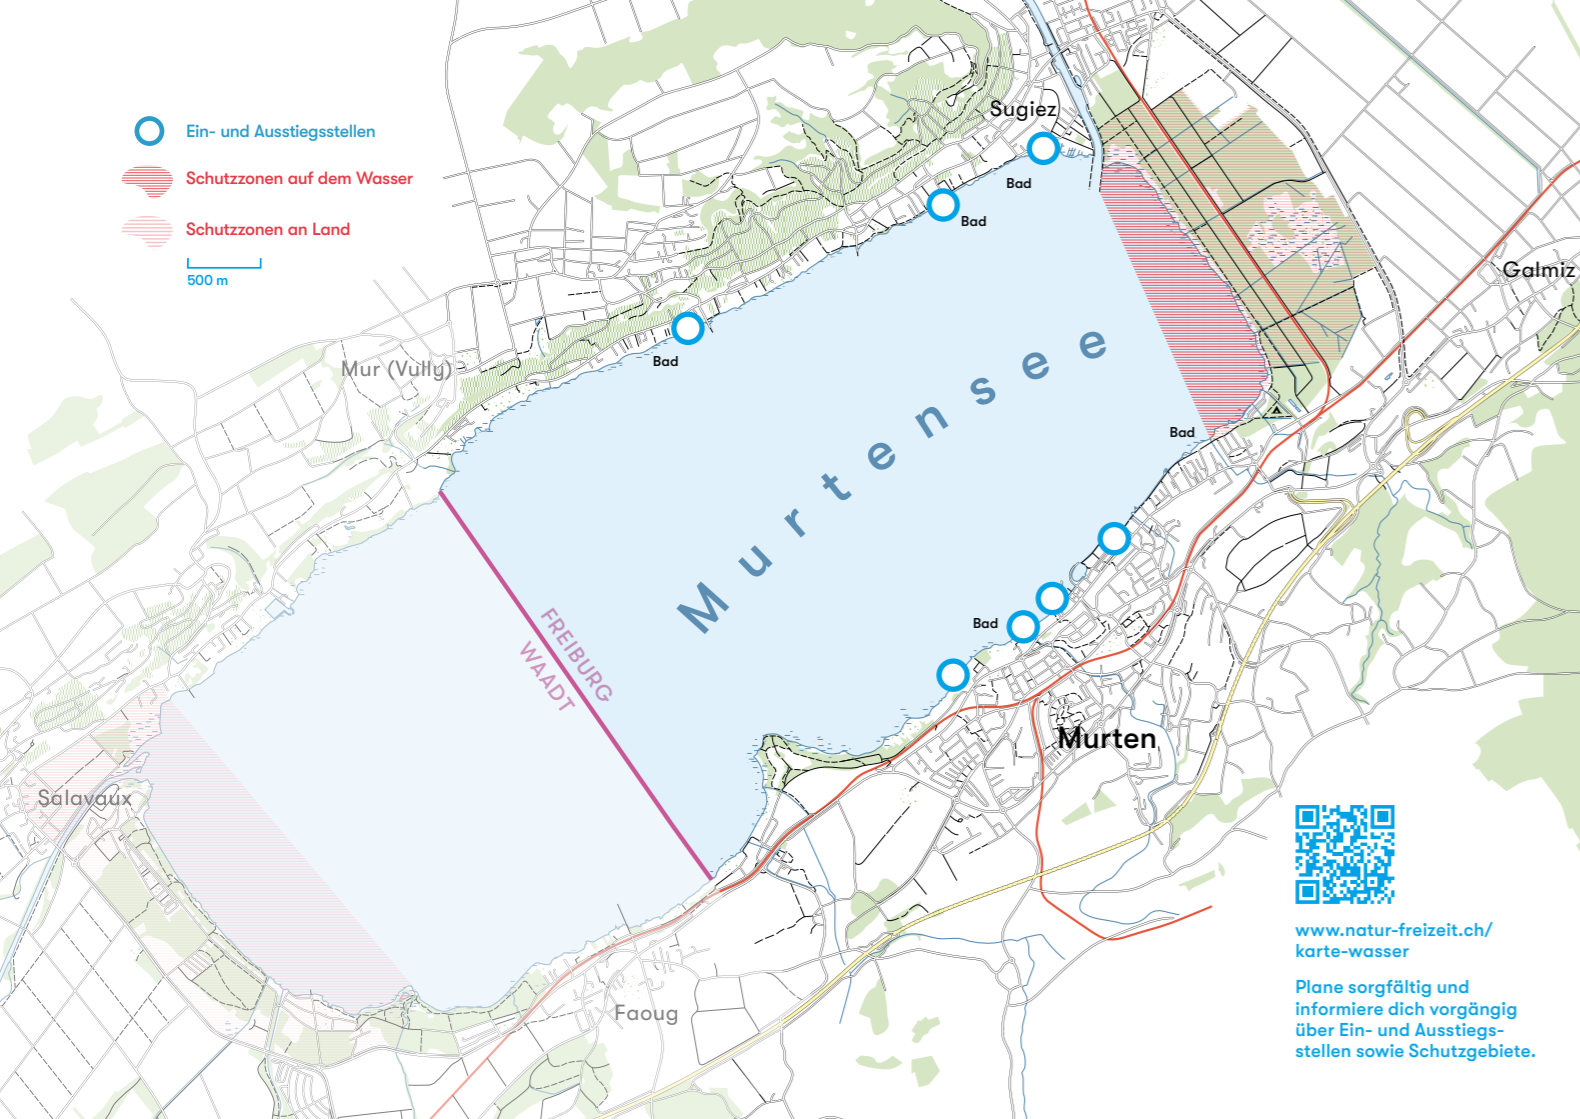 Ein- und Ausstiegsstellen
Schutzzonen auf dem Wasser
Schutzzonen an Land
500 m
Sugiez
Bad
Bad
Galmiz
Bad
Mur (Vully)
Murtensee
Bad
FREIBURG
WAADT
Bad
Murten
Salavaux
Faoug
www.natur-freizeit.ch/
karte-wasser
Plane sorgfältig und
informiere dich vorgängig
über Ein- und Ausstiegs-
stellen sowie Schutzgebiete.